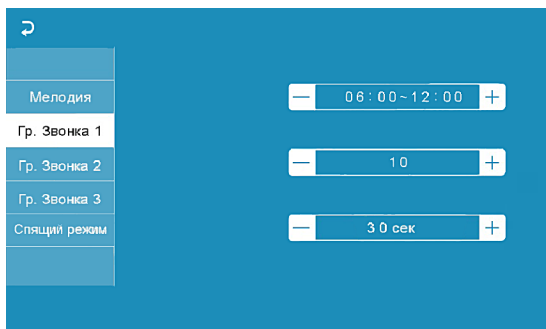 Мелодия
06:00~12:00
Гр. Звонка 1
Гр. Звонка 2
10
Гр. Звонка 3
Спящий режим
30 сек